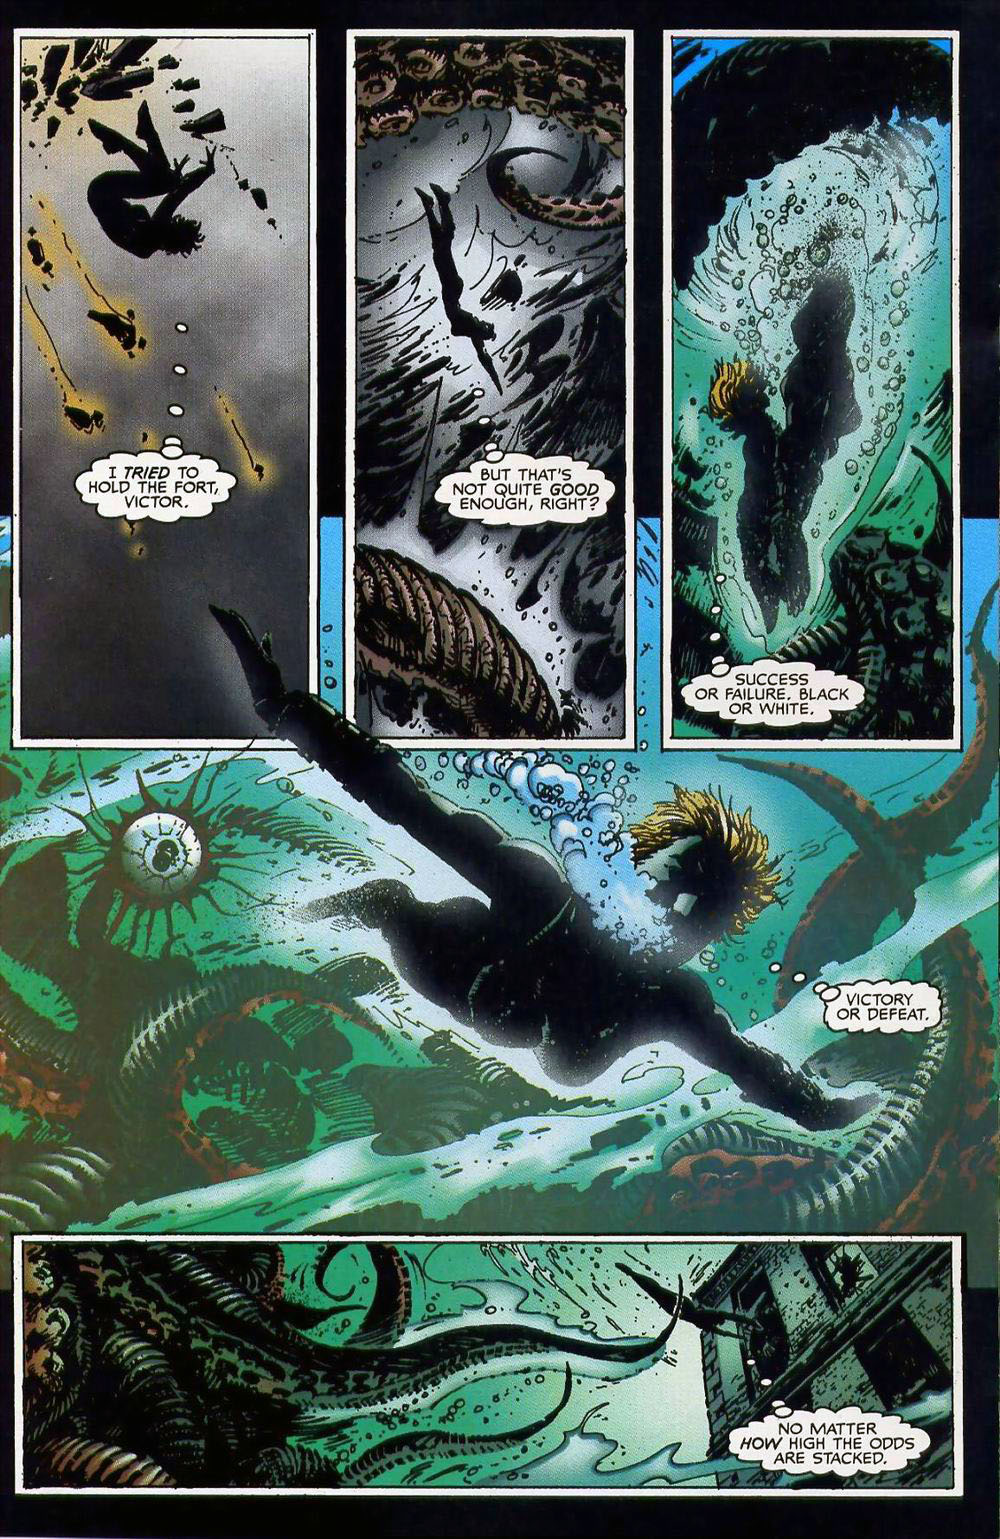 I TRIED TO
HOLD THE FORT,
VICTOR.
BUT THAT'S
NOT QUITE GOOD
ENOUGH, RIGHT?
SUCCESS
OR FAILURE. BLACK
OR WHITE.
VICTORY
OR DEFEAT.
NO MATTER
HOW HIGH THE ODDS
ARE STACKED.